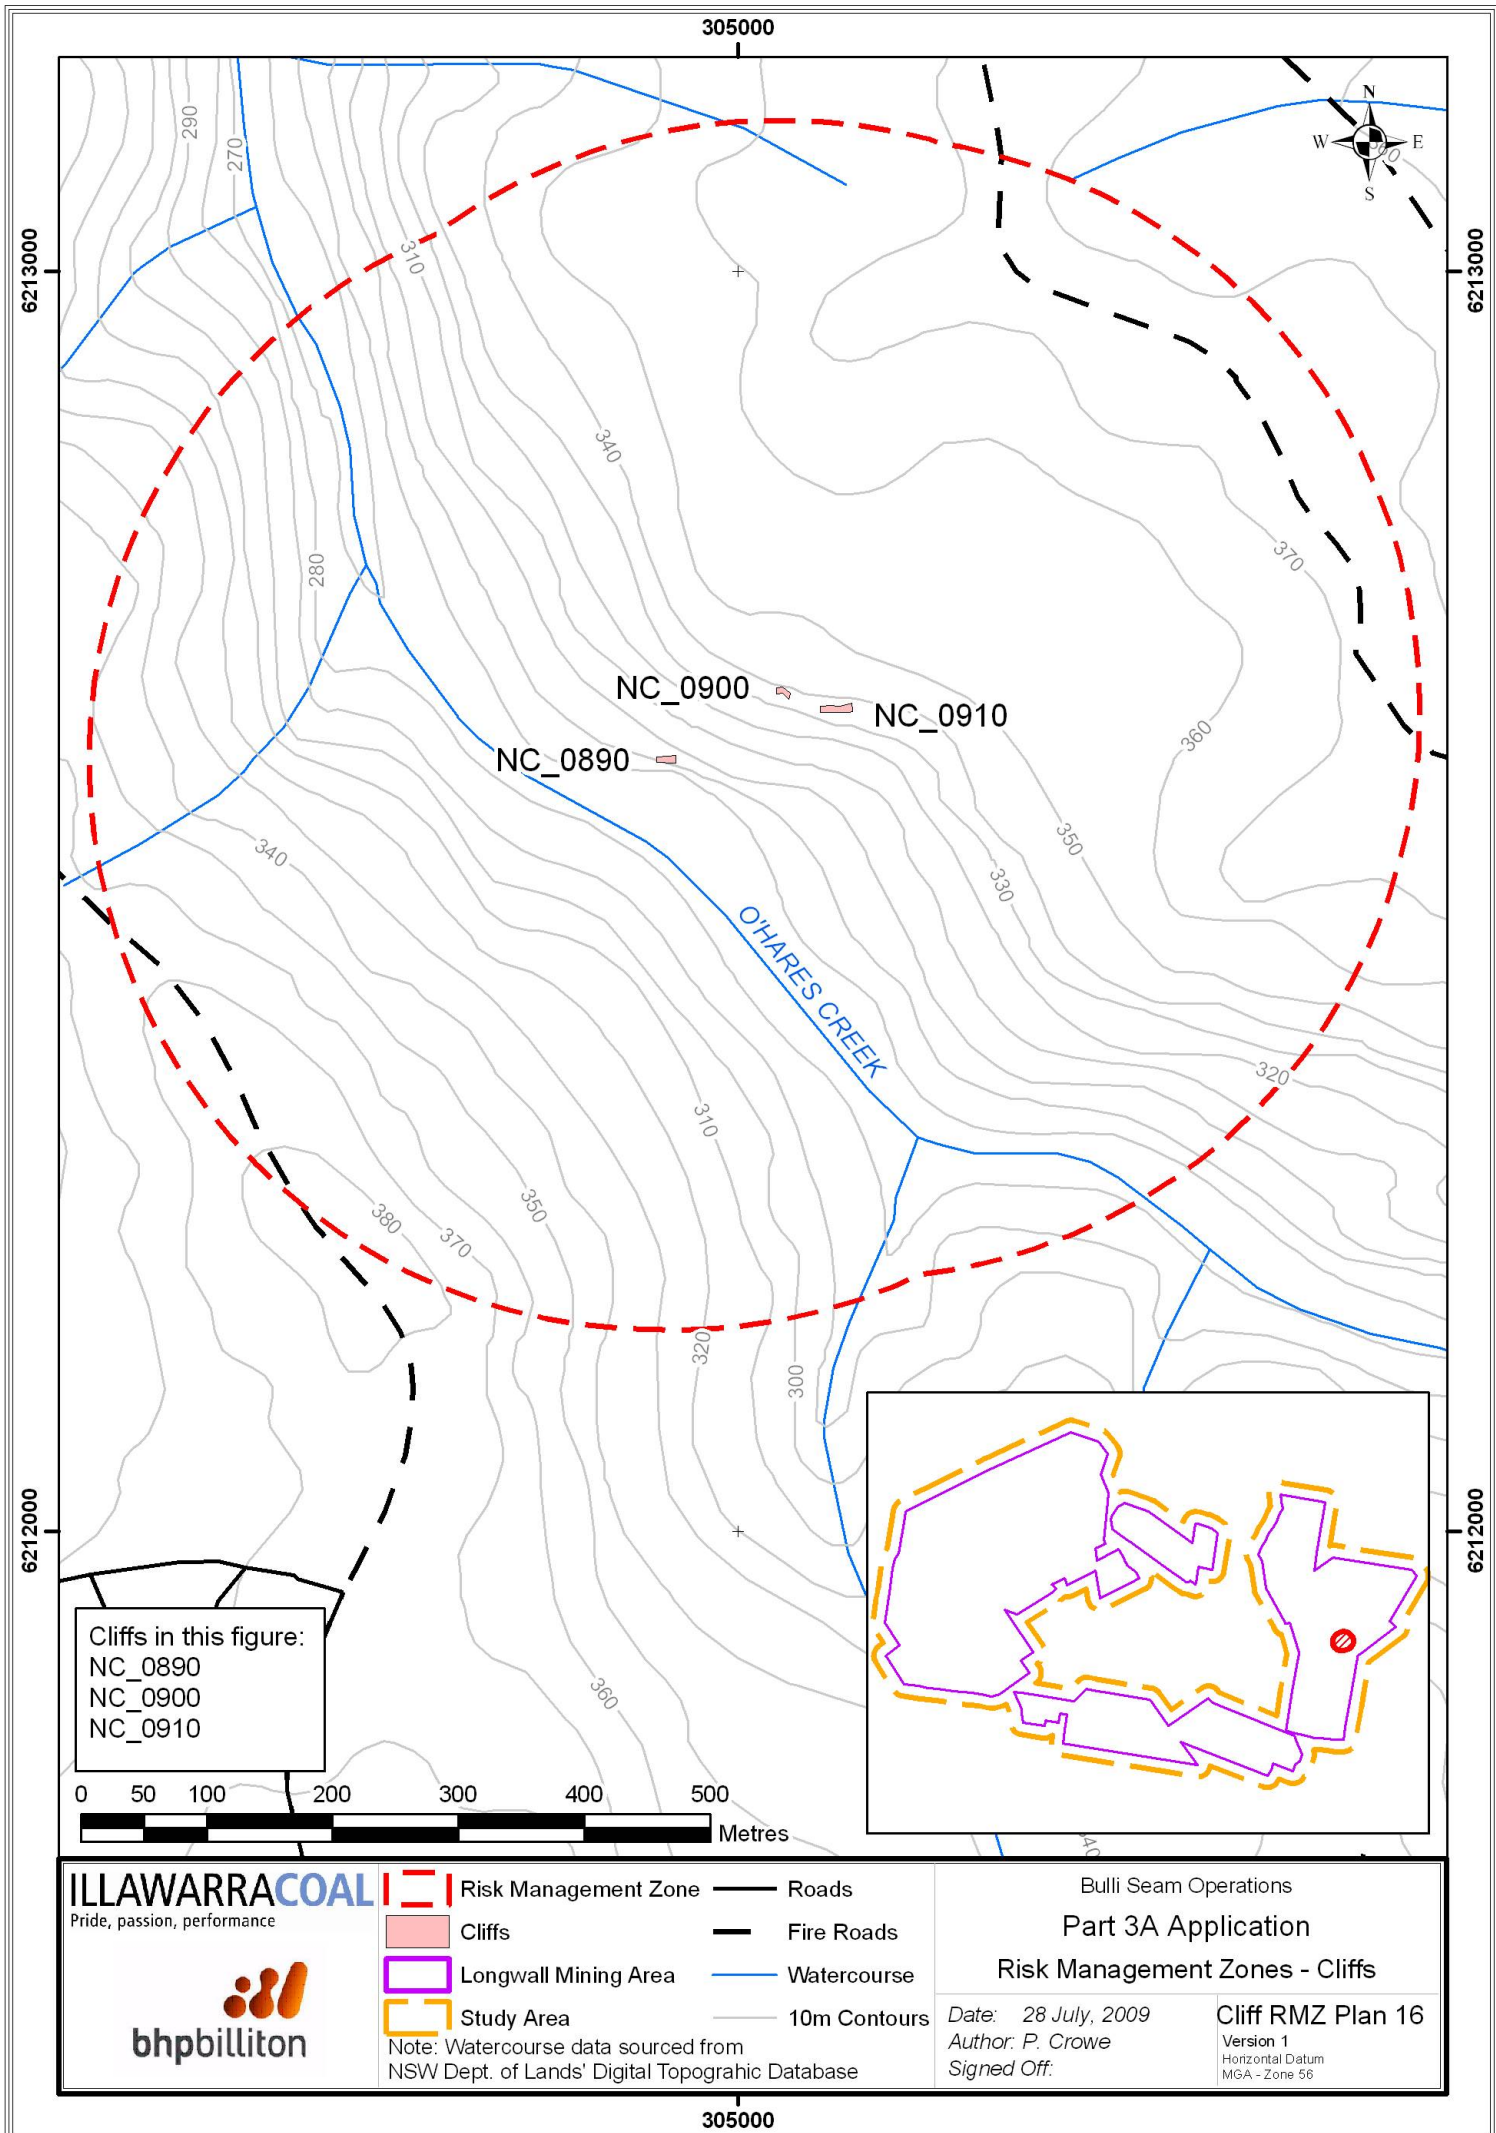 305000
290
270
N
W E
S
60
310
6213000
6213000
340
280
370
NC_0900
NC_0910
360
NC_0890
350
340
330
O'HARES CREEK
320
310
350
380
370
320
300
6212000
6212000
360
Cliffs in this figure:
NC_0890
NC_0900
NC_0910
0 50 100 200 300 400 500
Metres
40
ILLAWARRACOAL
Pride, passion, performance
bhpbilliton
Risk Management Zone
Cliffs
Longwall Mining Area
Study Area
Roads
Fire Roads
Watercourse
10m Contours
Note: Watercourse data sourced from
NSW Dept. of Lands' Digital Topograhic Database
Bulli Seam Operations
Part 3A Application
Risk Management Zones - Cliffs
Date: 28 July, 2009
Author: P. Crowe
Signed Off:
Cliff RMZ Plan 16
Version 1
Horizontal Datum
MGA - Zone 56
305000